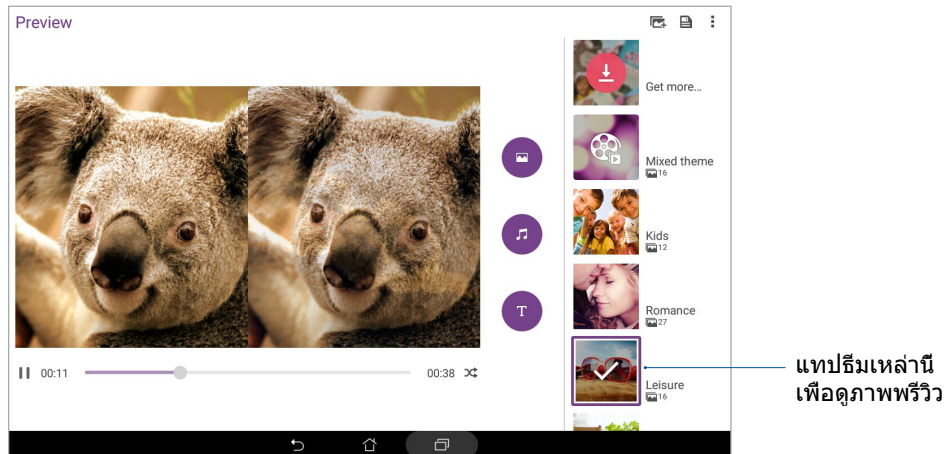 Preview
Get more...
Mixed theme
16
Kids
12
Romance
27
T
00:11
00:38
Leisure
16
แทปธีมเหล่านี้
เพื่อดูภาพพรีวิว